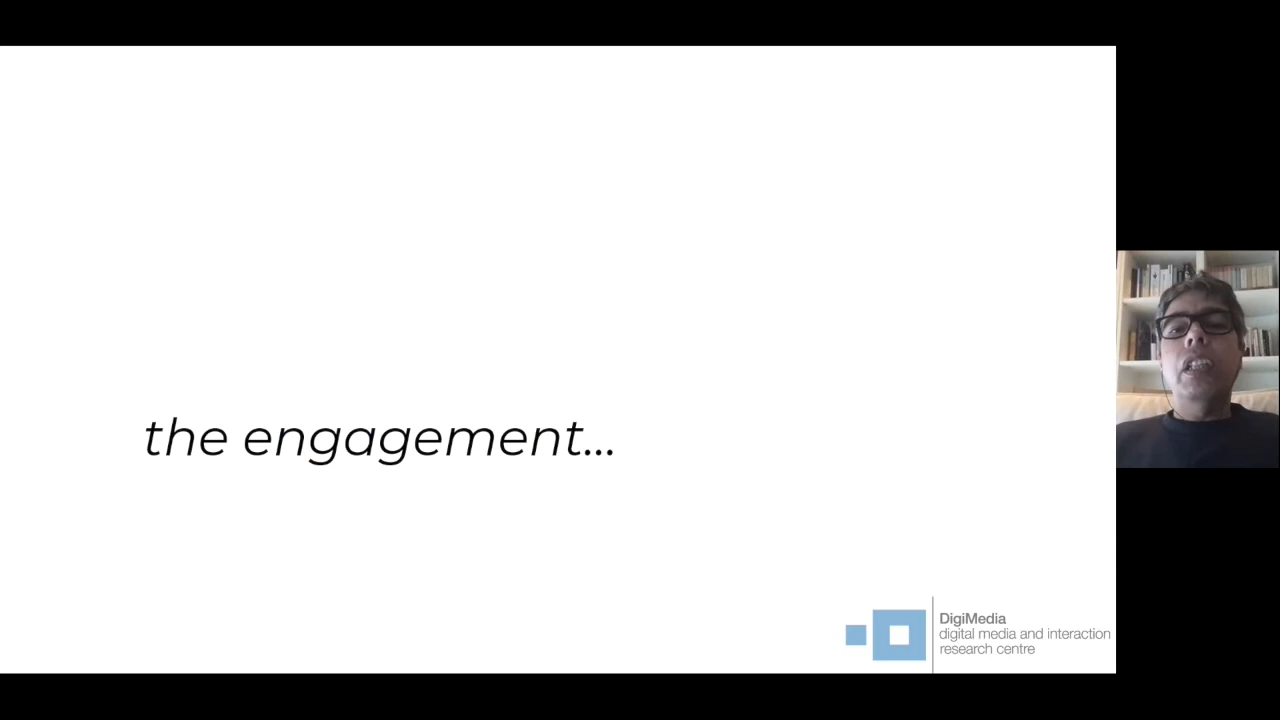 the engagement...
DigiMedia
digital media and interaction
research centre